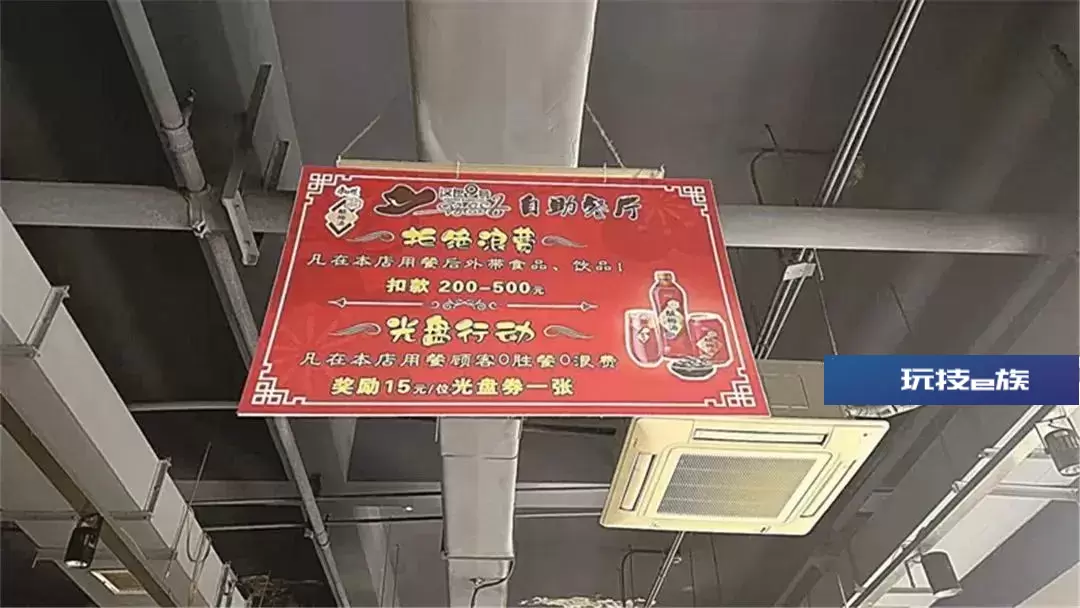 自助餐厅
拒绝浪费
凡在本店用餐后外带食品、饮品!
扣款 200-500元
光盘行动
凡在本店用餐顾客0胜餐0浪费
奖励15元/位光盘券一张
玩技e族